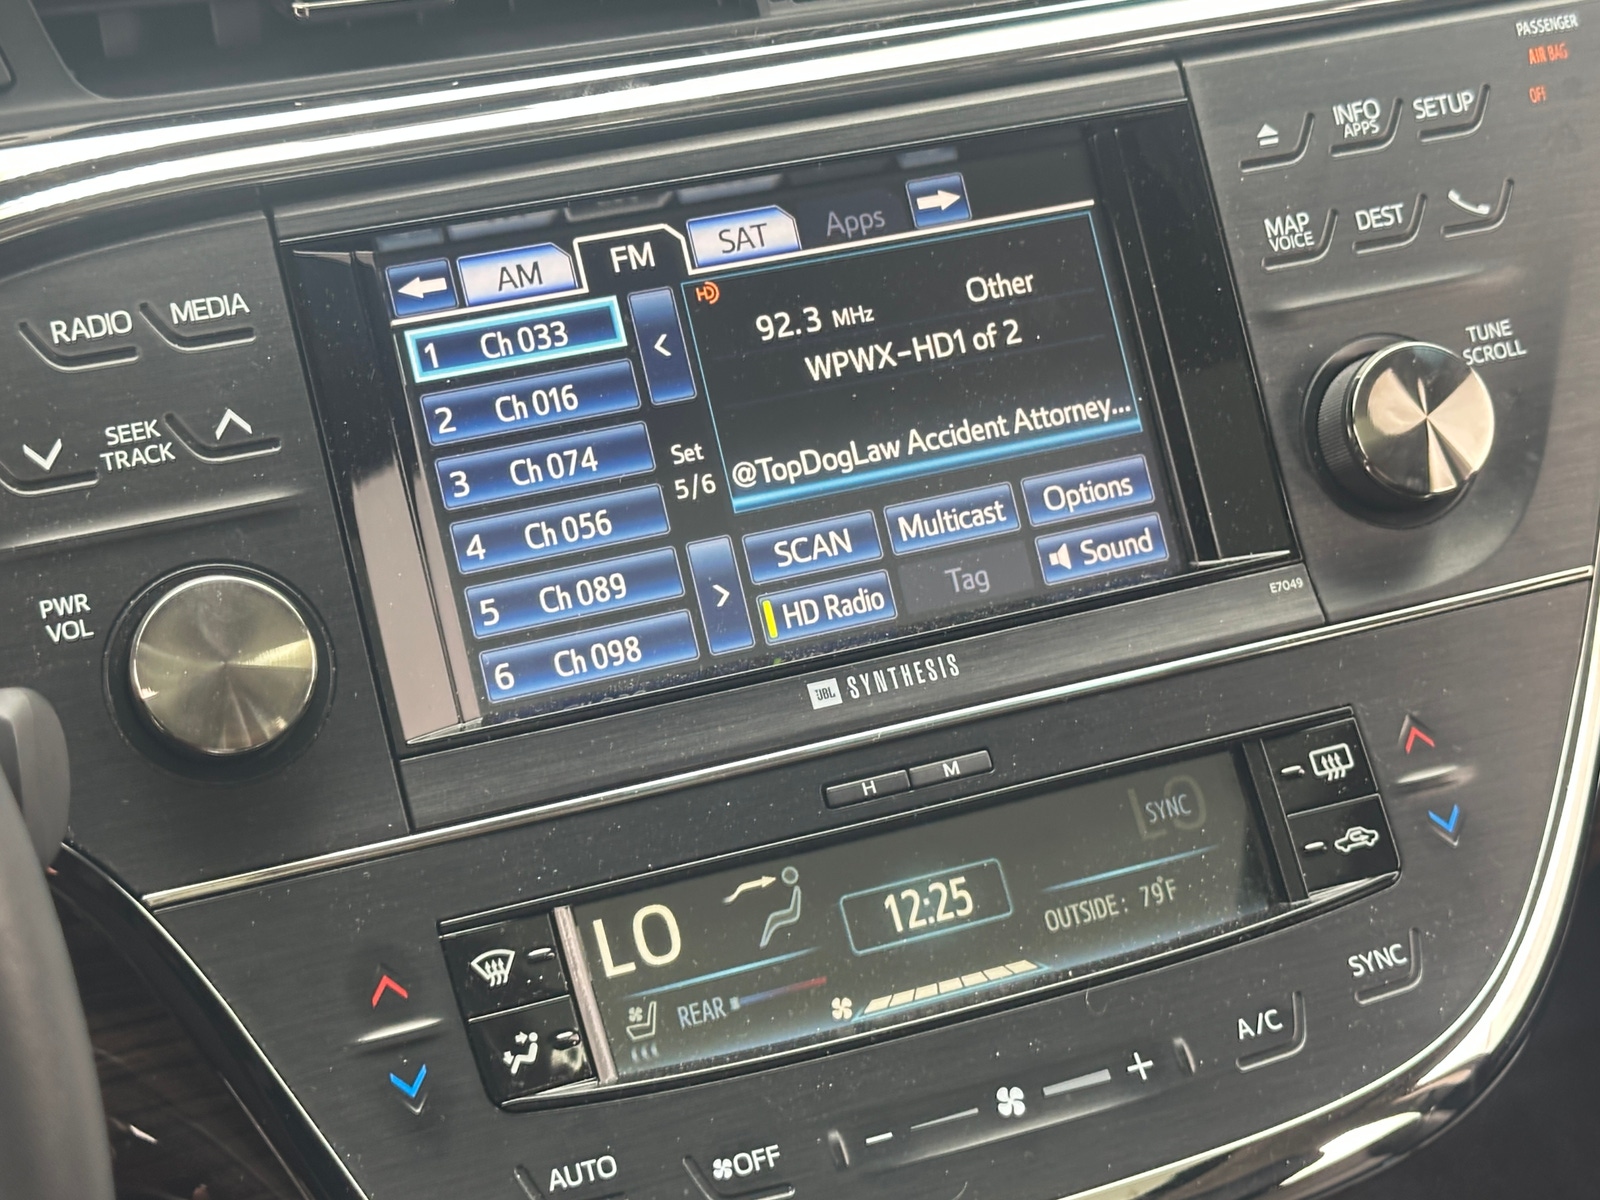 PASSENGER
AIR BAG
OFF
INFO
APPS
SETUP
MAP
VOICE
DEST
TUNE
SCROLL
RADIO
MEDIA
SEEK
TRACK
PWR
VOL
AM
FM
SAT
Apps
1 Ch 033
2 Ch 016
3 Ch 074
4 Ch 056
5 Ch 089
6 Ch 098
<
Set
5/6
>
HD
Other
92.3 MHz
WPWX-HD1 of 2
@TopDogLaw Accident Attorney...
SCAN
Multicast
Options
HD Radio
Tag
Sound
E7049
JBL SYNTHESIS
H
M
LO
SYNC
LO
12:25
OUTSIDE: 79°F
REAR
SYNC
A/C
- +
AUTO
OFF